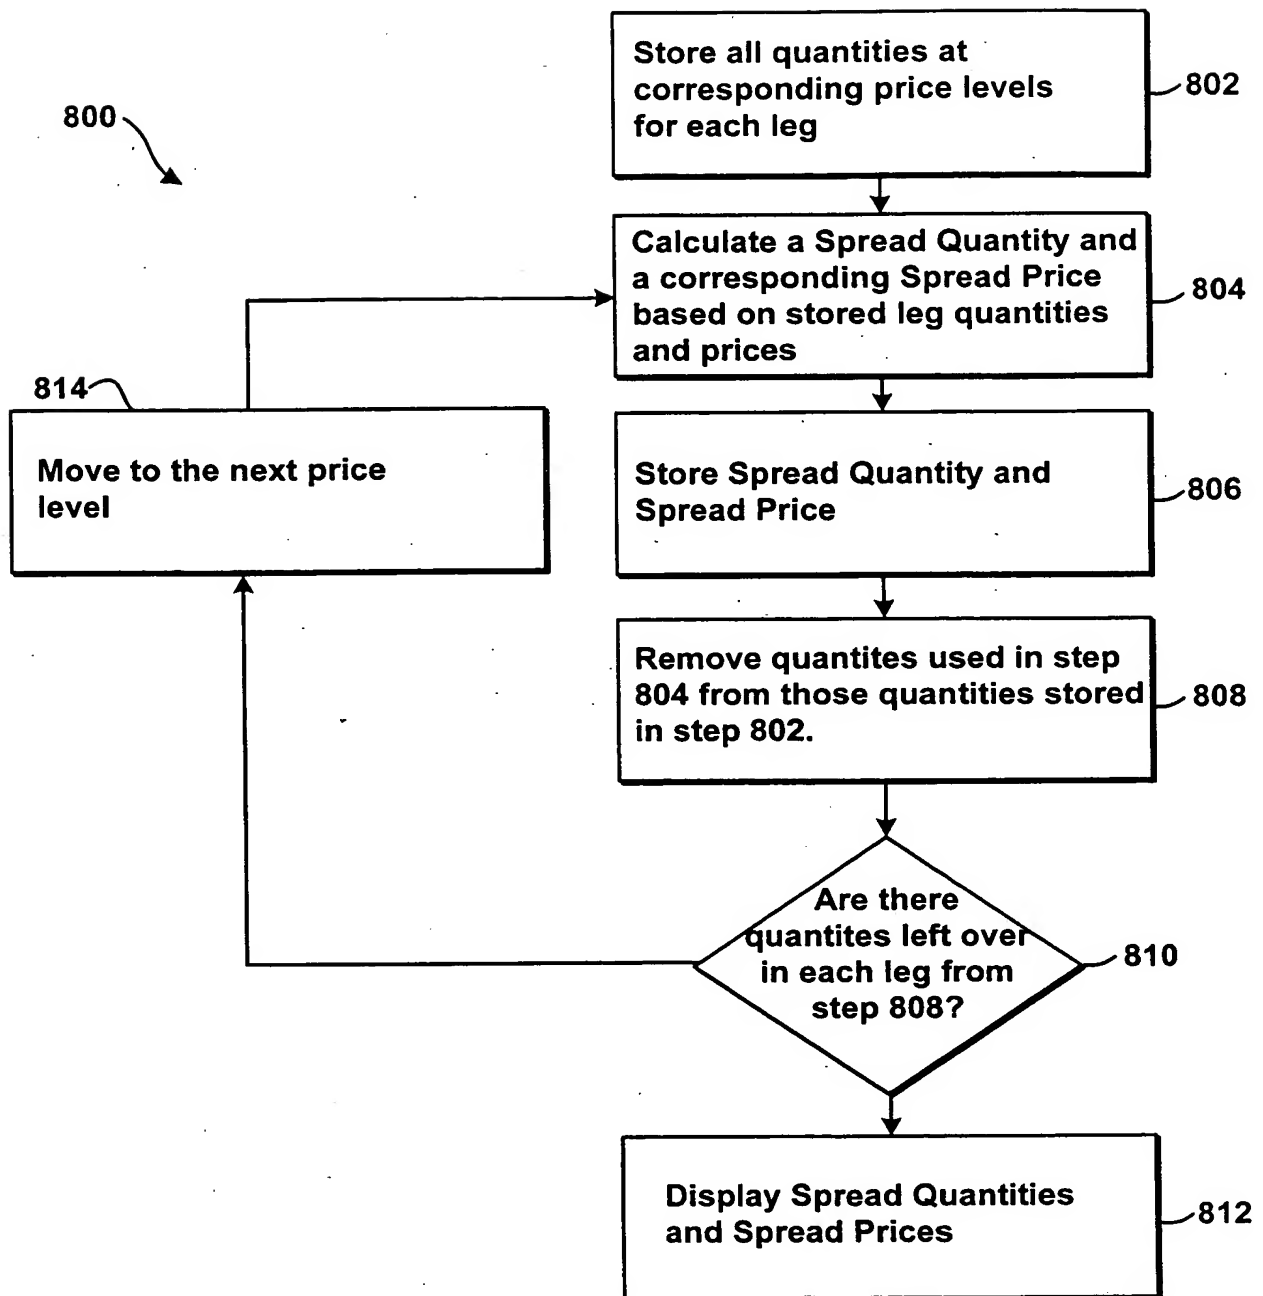 Store all quantities at
corresponding price levels
for each leg
802
800
Calculate a Spread Quantity and
a corresponding Spread Price
based on stored leg quantities
and prices
804
814
Move to the next price
level
Store Spread Quantity and
Spread Price
806
Remove quantites used in step
804 from those quantities stored
in step 802.
808
Are there
quantites left over
in each leg from
step 808?
810
Display Spread Quantities
and Spread Prices
812